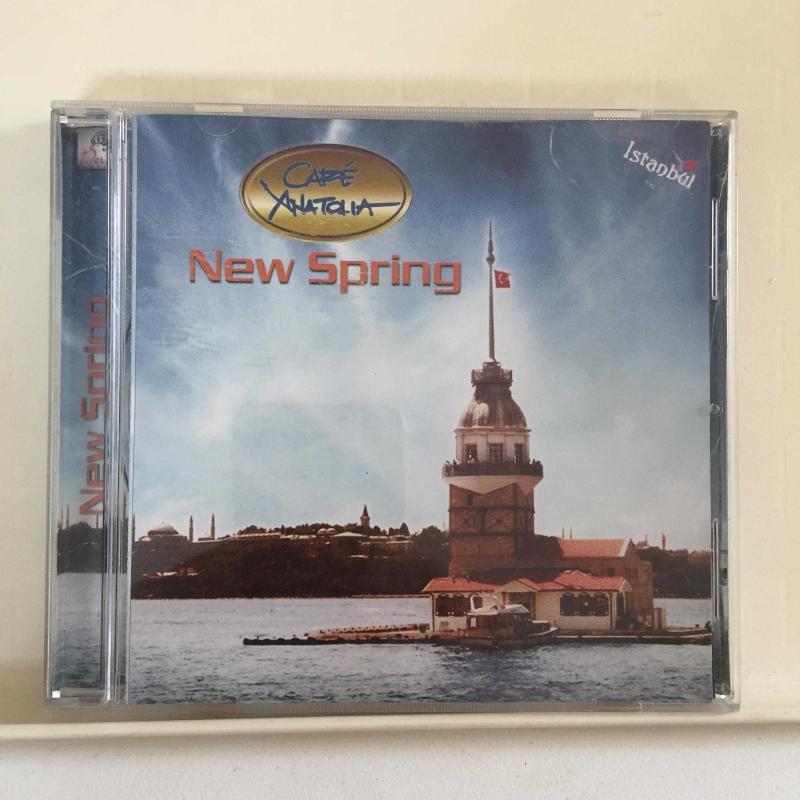 CAFÉ
ANATOLIA
New Spring
İstanbul
New Spring